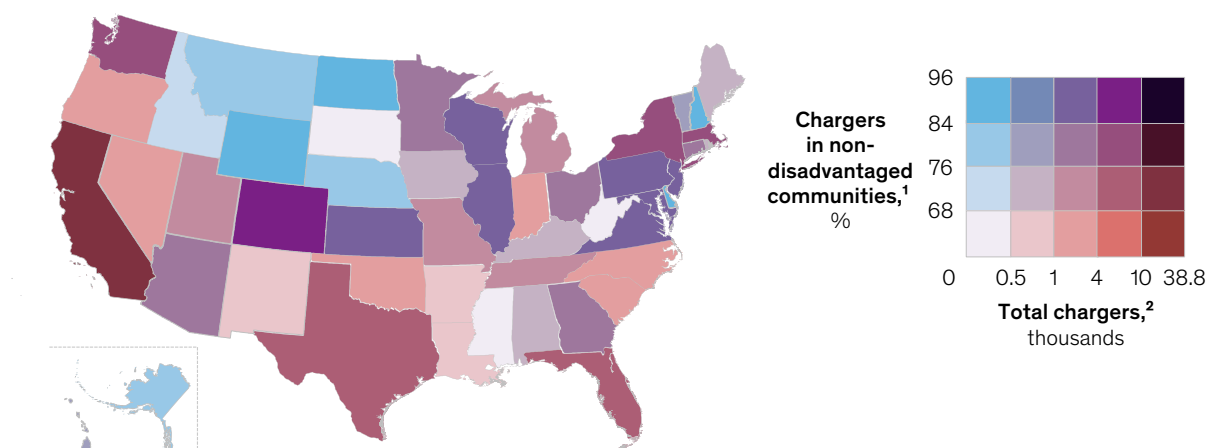 Chargers
in non-
disadvantaged
communities,¹
%
96
84
76
68
0 0.5 1 4 10 38.8
Total chargers,²
thousands